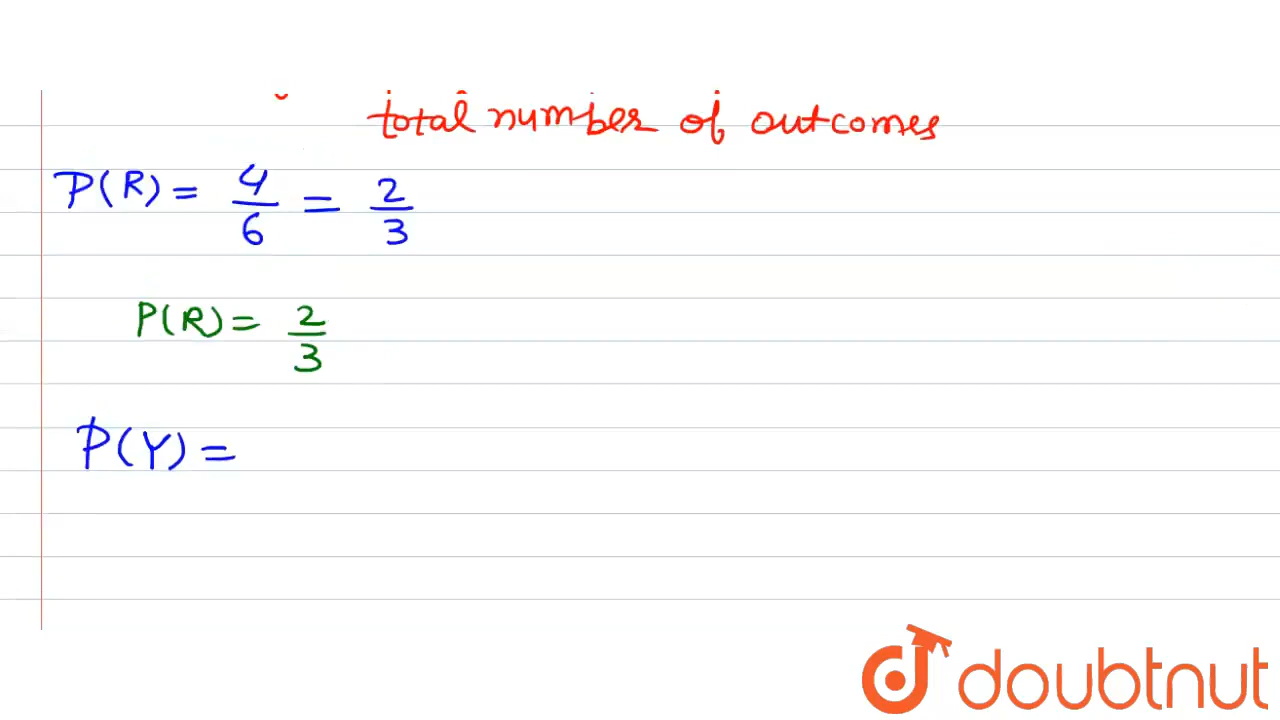 total number of outcomes
P(R) = 4/6 = 2/3
P(R) = 2/3
P(Y) =
doubtnut